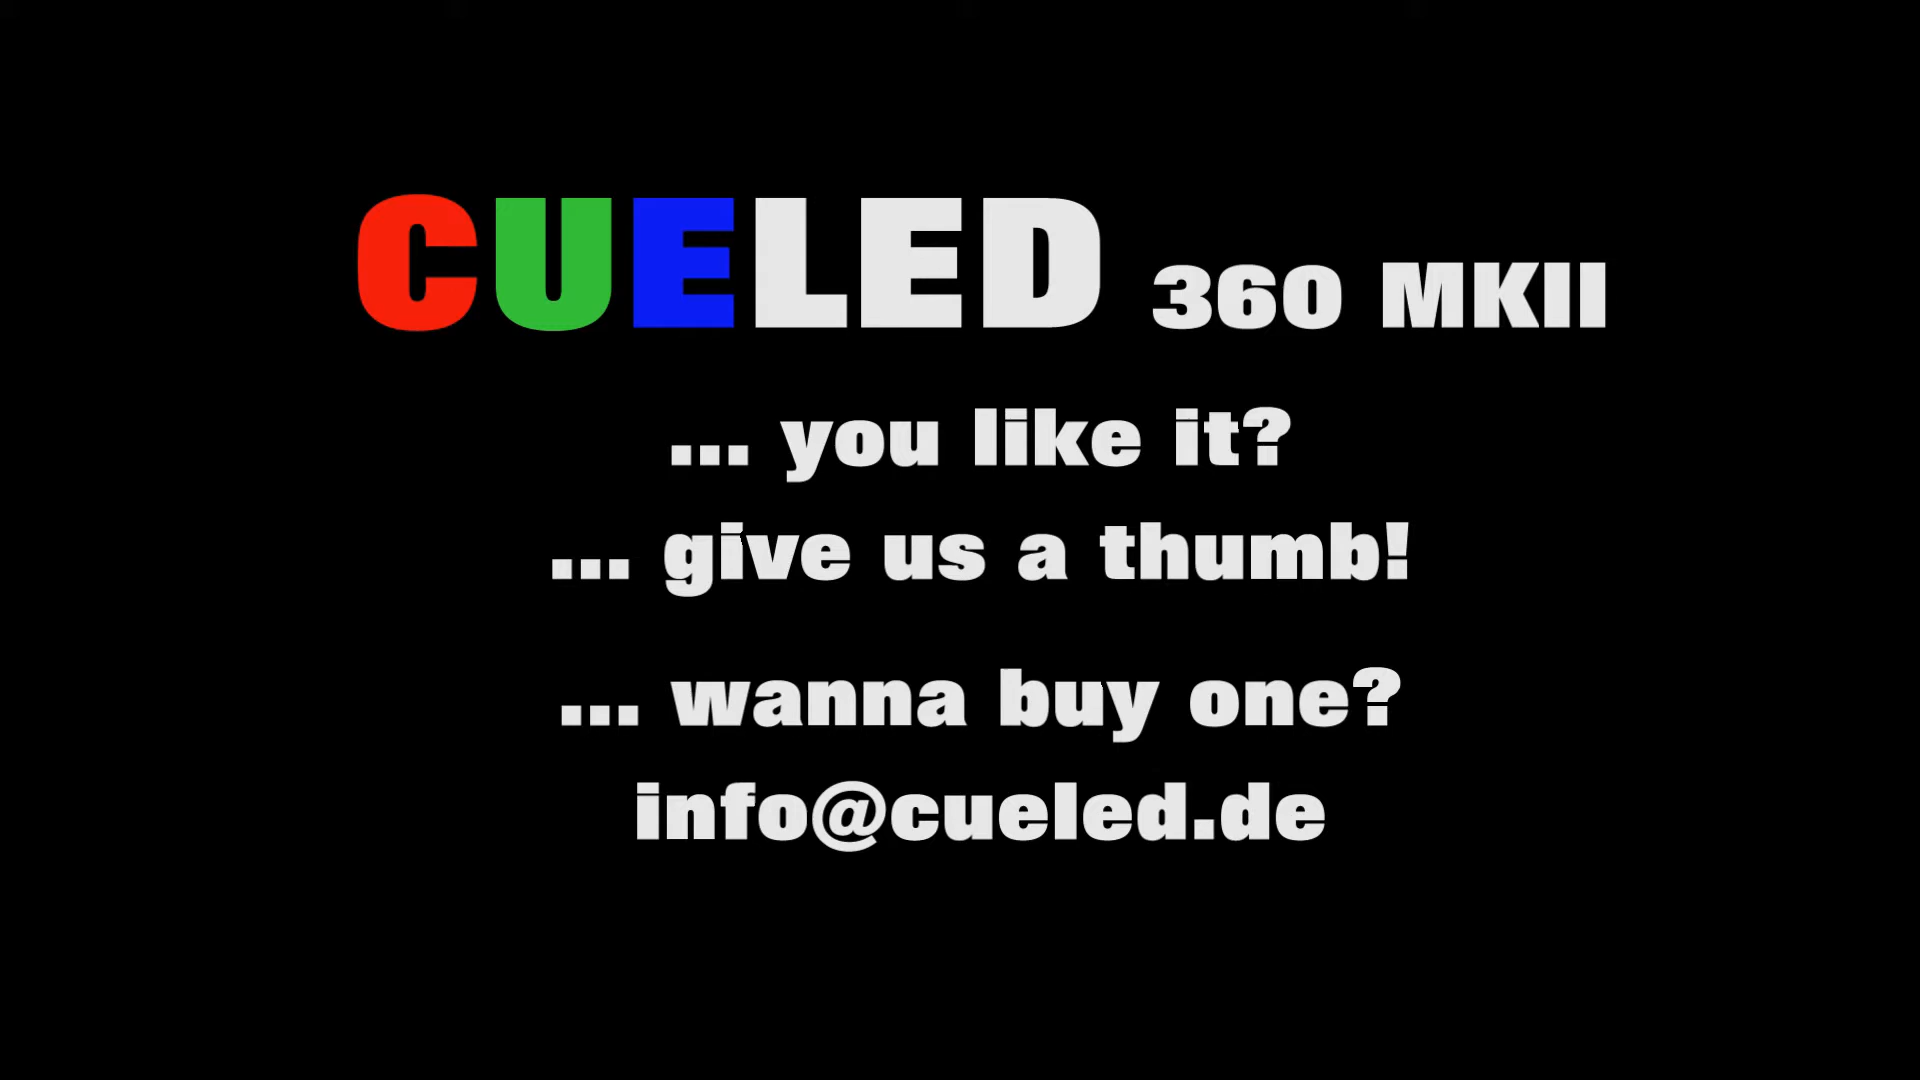 CUELED 360 MKII
... you like it?
... give us a thumb!
... wanna buy one?
info@cueled.de